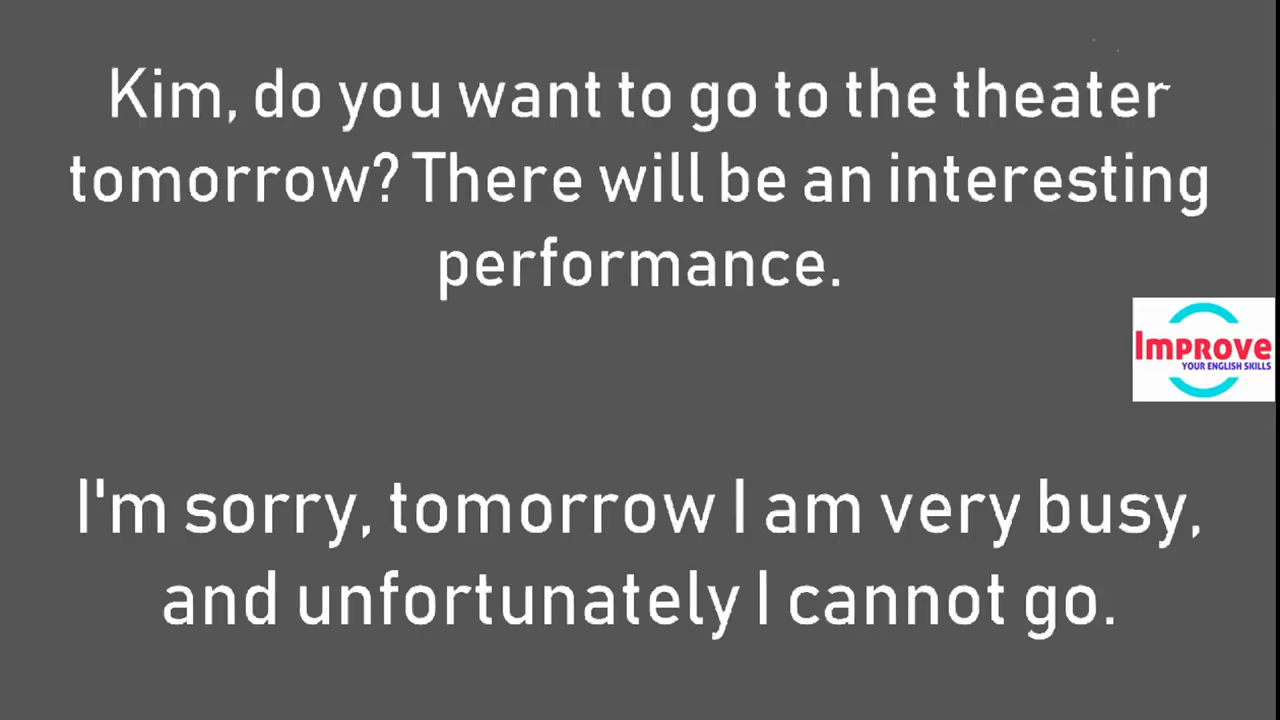 Kim, do you want to go to the theater
tomorrow? There will be an interesting
performance.
Improve
YOUR ENGLISH SKILLS
I'm sorry, tomorrow I am very busy,
and unfortunately I cannot go.